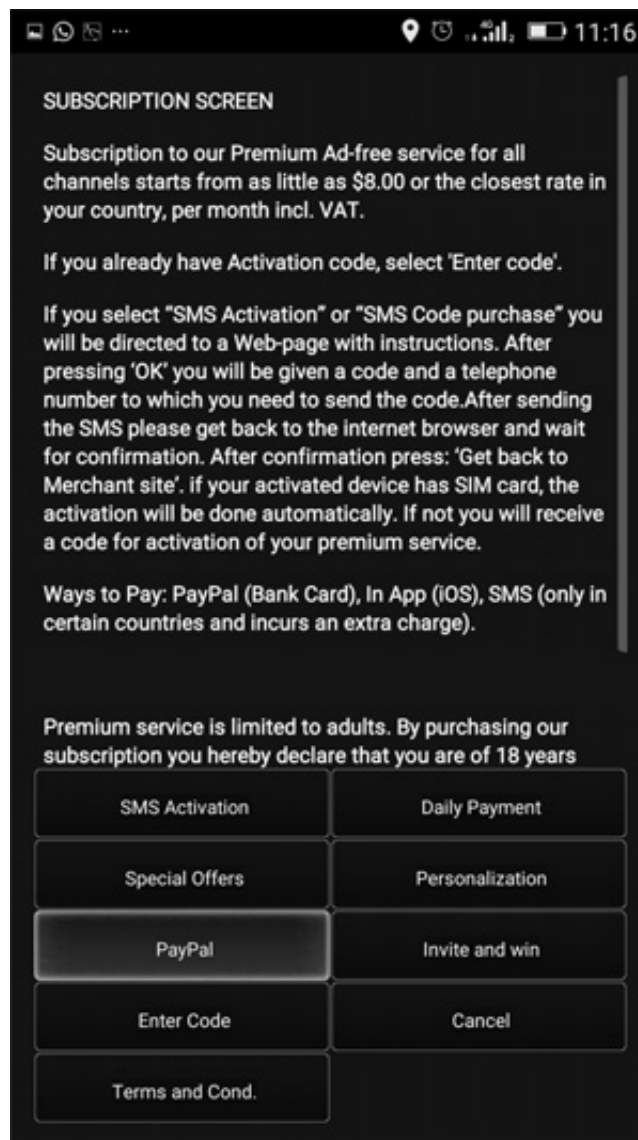 4G 2 11:16
SUBSCRIPTION SCREEN
Subscription to our Premium Ad-free service for all
channels starts from as little as $8.00 or the closest rate in
your country, per month incl. VAT.
If you already have Activation code, select 'Enter code'.
If you select “SMS Activation” or “SMS Code purchase” you
will be directed to a Web-page with instructions. After
pressing ‘OK’ you will be given a code and a telephone
number to which you need to send the code.After sending
the SMS please get back to the internet browser and wait
for confirmation. After confirmation press: ‘Get back to
Merchant site’. if your activated device has SIM card, the
activation will be done automatically. If not you will receive
a code for activation of your premium service.
Ways to Pay: PayPal (Bank Card), In App (iOS), SMS (only in
certain countries and incurs an extra charge).
Premium service is limited to adults. By purchasing our
subscription you hereby declare that you are of 18 years
SMS Activation
Daily Payment
Special Offers
Personalization
PayPal
Invite and win
Enter Code
Cancel
Terms and Cond.